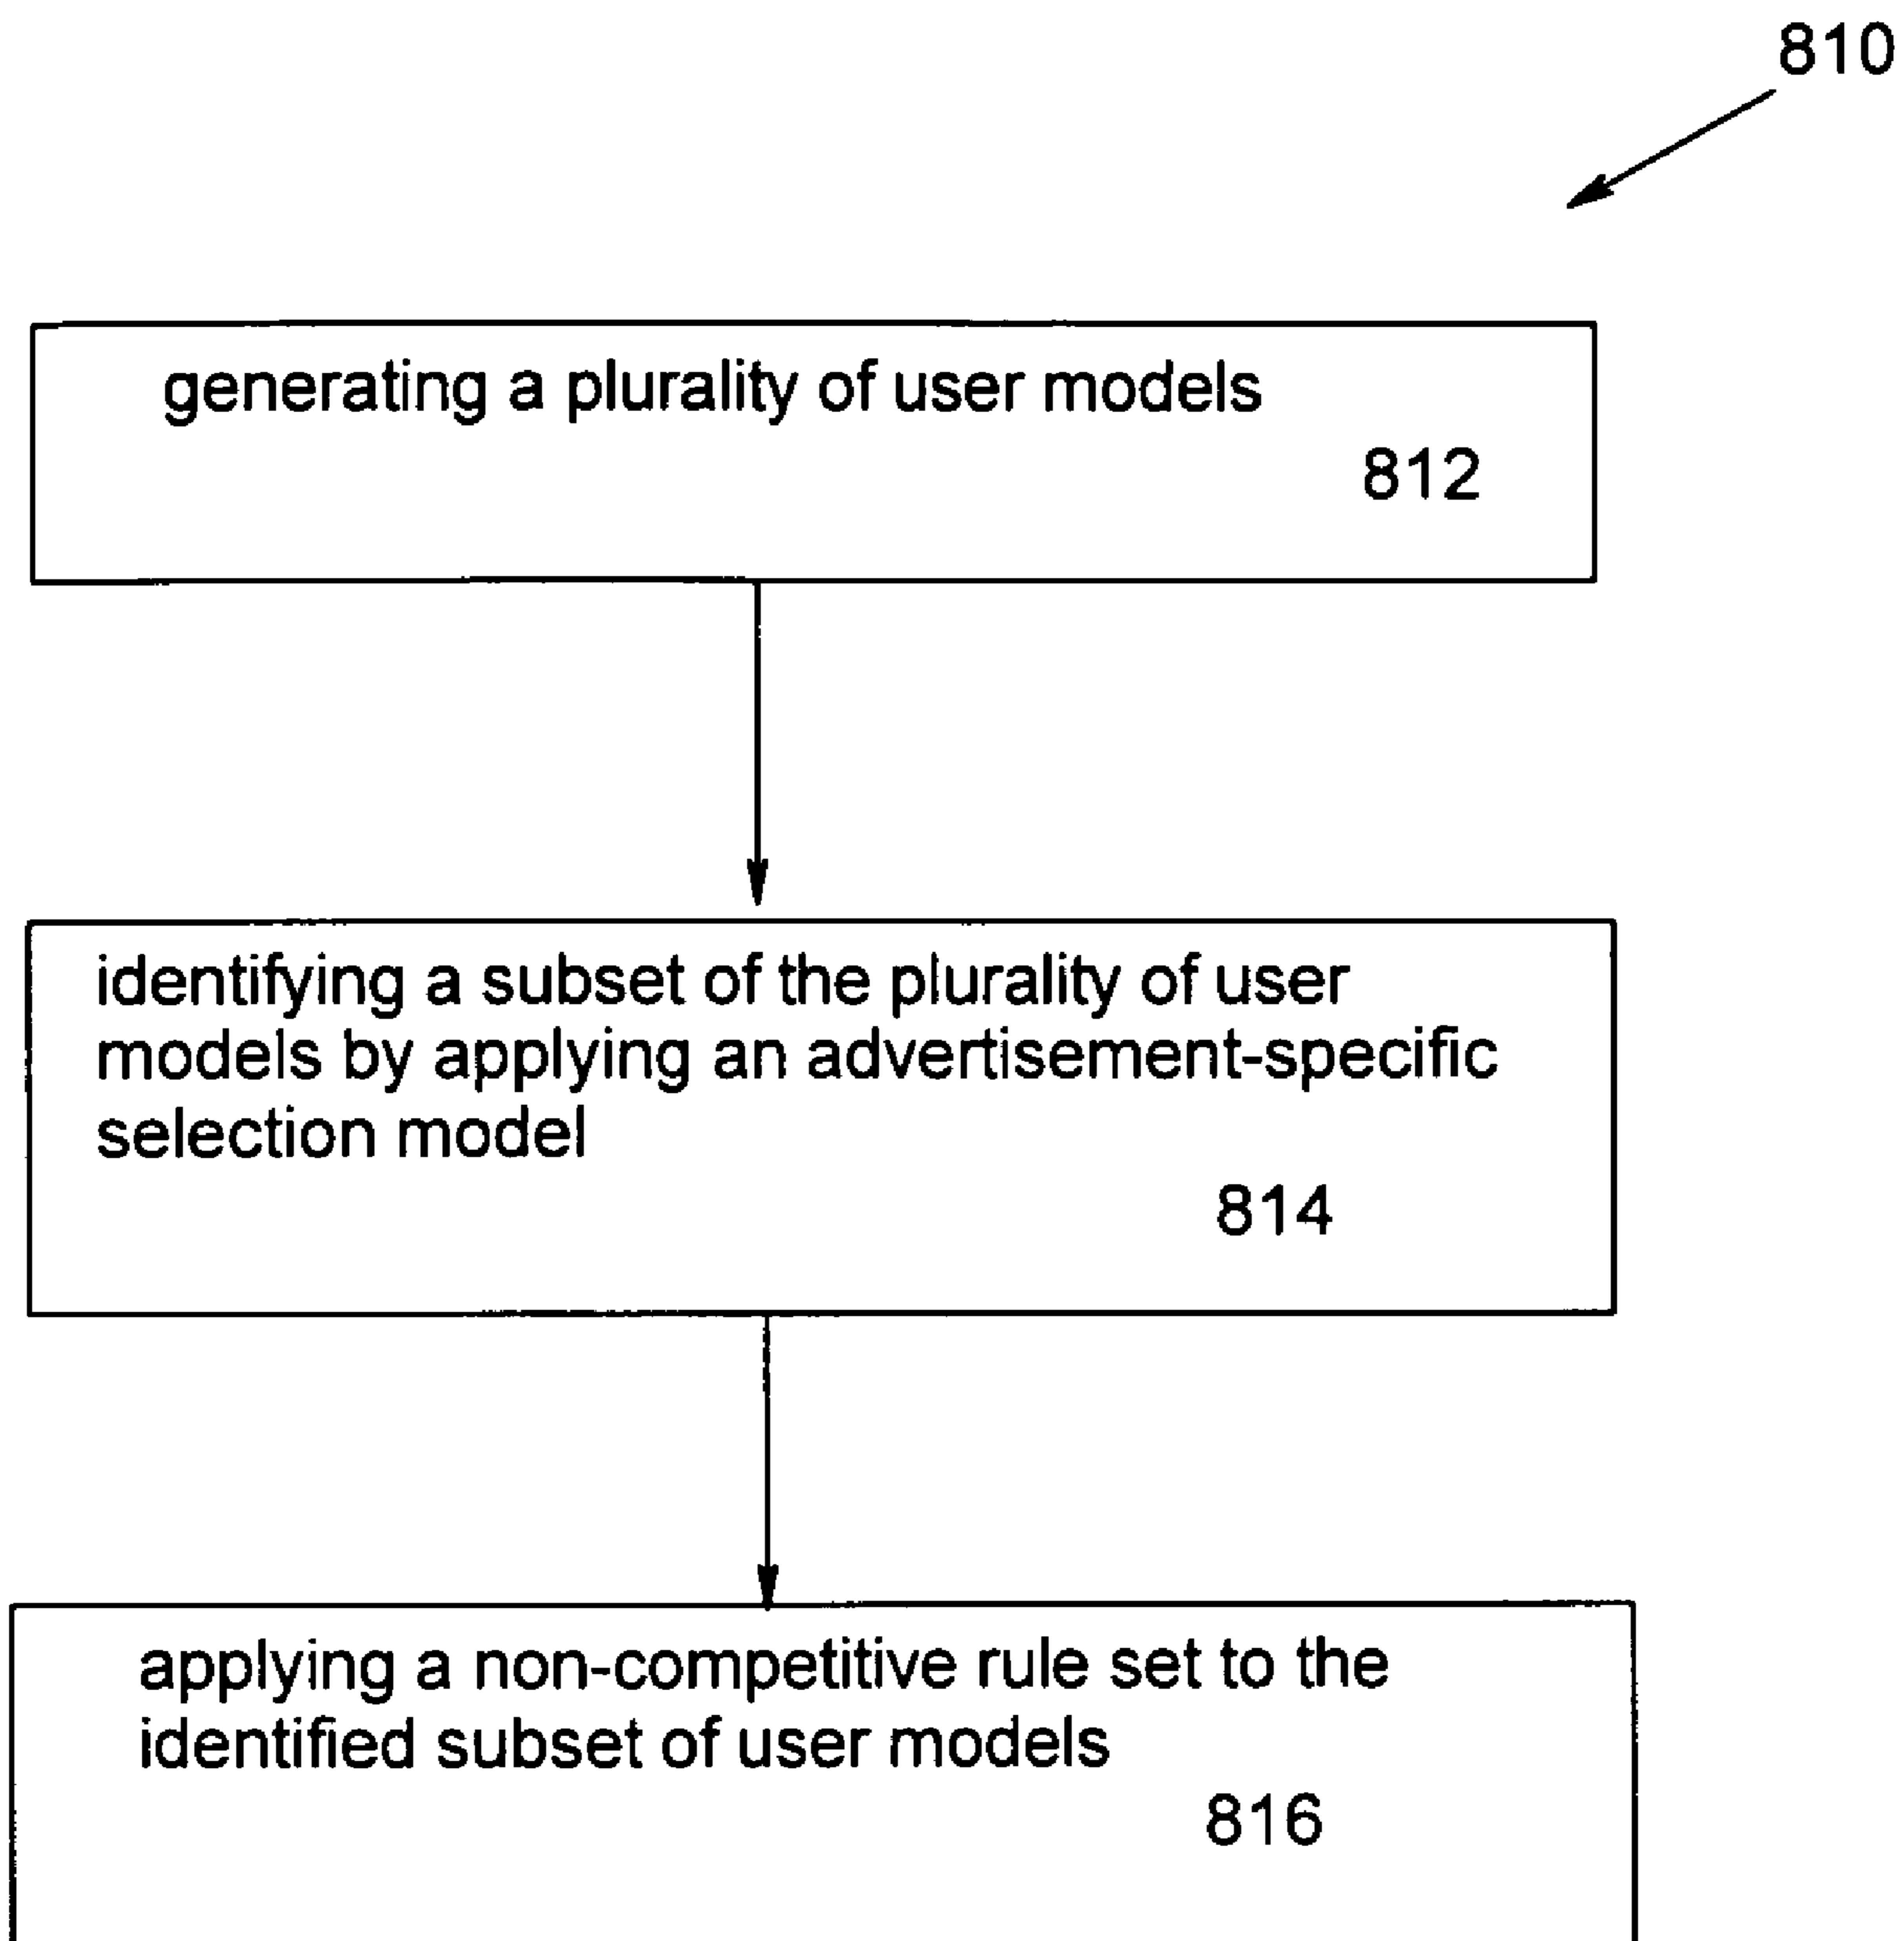 810
generating a plurality of user models
812
identifying a subset of the plurality of user
models by applying an advertisement-specific
selection model
814
applying a non-competitive rule set to the
identified subset of user models
816